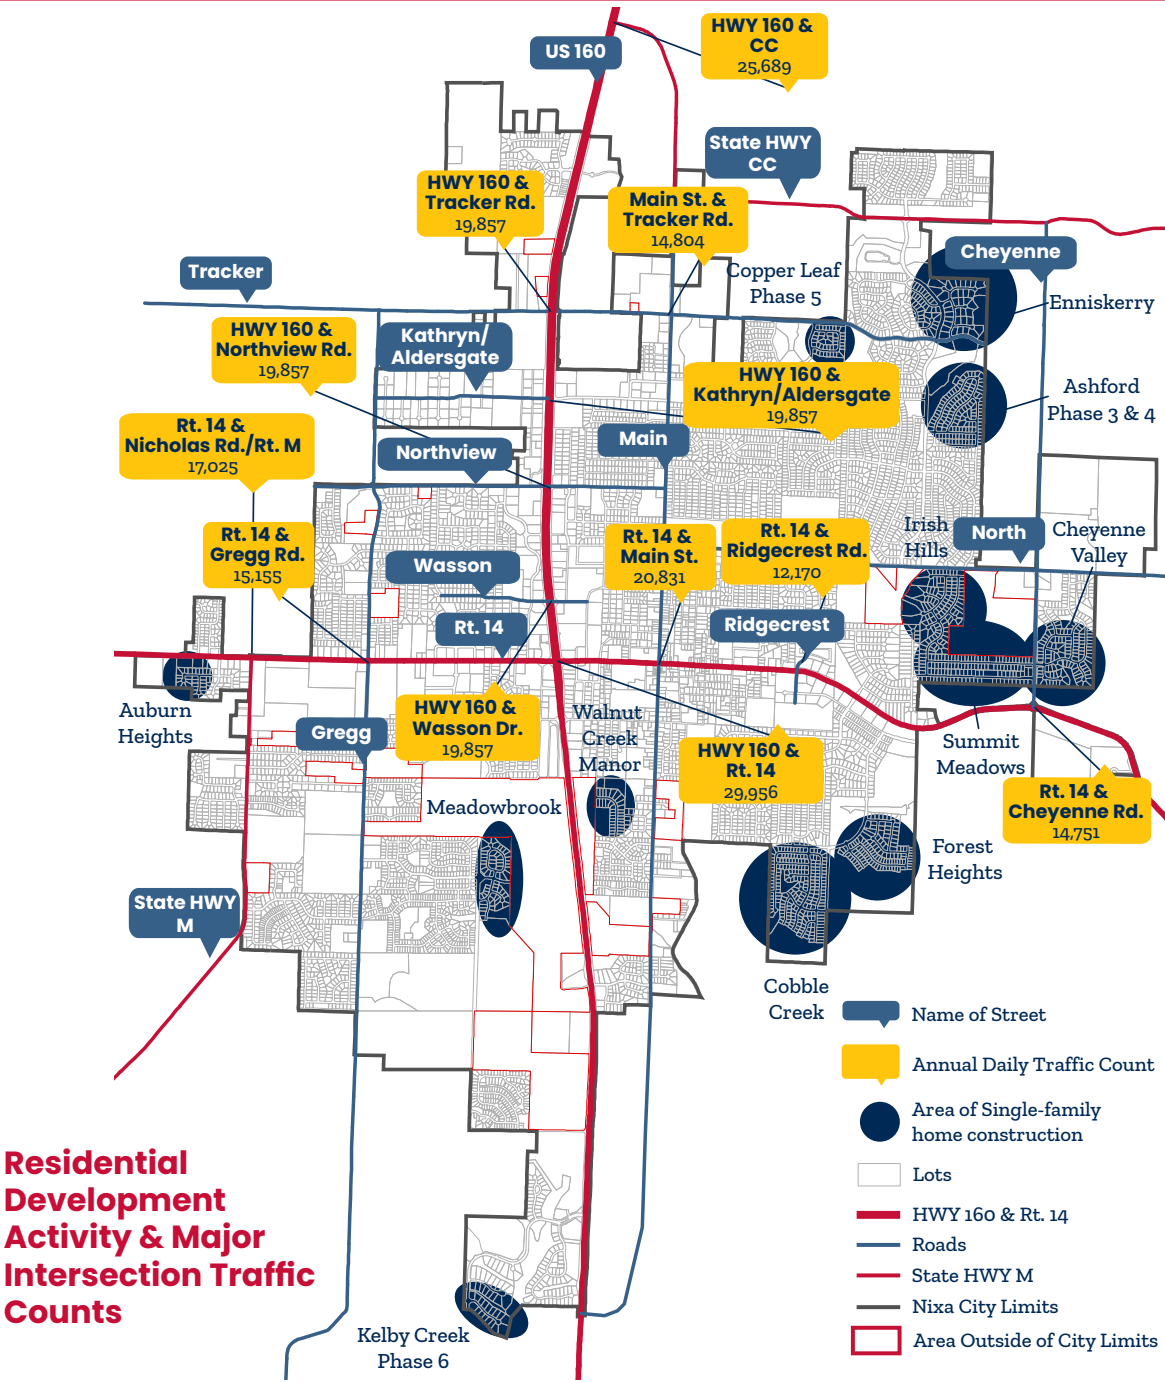 HWY 160 &
CC
25,689
US 160
State HWY
CC
HWY 160 &
Tracker Rd.
19,857
Main St. &
Tracker Rd.
14,804
Cheyenne
Tracker
Copper Leaf
Phase 5
Enniskerry
HWY 160 &
Northview Rd.
19,857
Kathryn/
Aldersgate
HWY 160 &
Kathryn/Aldersgate
19,857
Ashford
Phase 3 & 4
Rt. 14 &
Nicholas Rd./Rt. M
17,025
Northview
Main
Rt. 14 &
Gregg Rd.
15,155
Rt. 14 &
Main St.
20,831
Rt. 14 &
Ridgecrest Rd.
12,170
Irish
Hills
North
Cheyenne
Valley
Wasson
Rt. 14
Ridgecrest
Auburn
Heights
Gregg
HWY 160 &
Wasson Dr.
19,857
Walnut
Creek
Manor
HWY 160 &
Rt. 14
29,956
Summit
Meadows
Rt. 14 &
Cheyenne Rd.
14,751
Meadowbrook
Forest
Heights
State HWY
M
Cobble
Creek
Name of Street
Annual Daily Traffic Count
Area of Single-family
home construction
Lots
HWY 160 & Rt. 14
Roads
State HWY M
Nixa City Limits
Area Outside of City Limits
Residential
Development
Activity & Major
Intersection Traffic
Counts
Kelby Creek
Phase 6